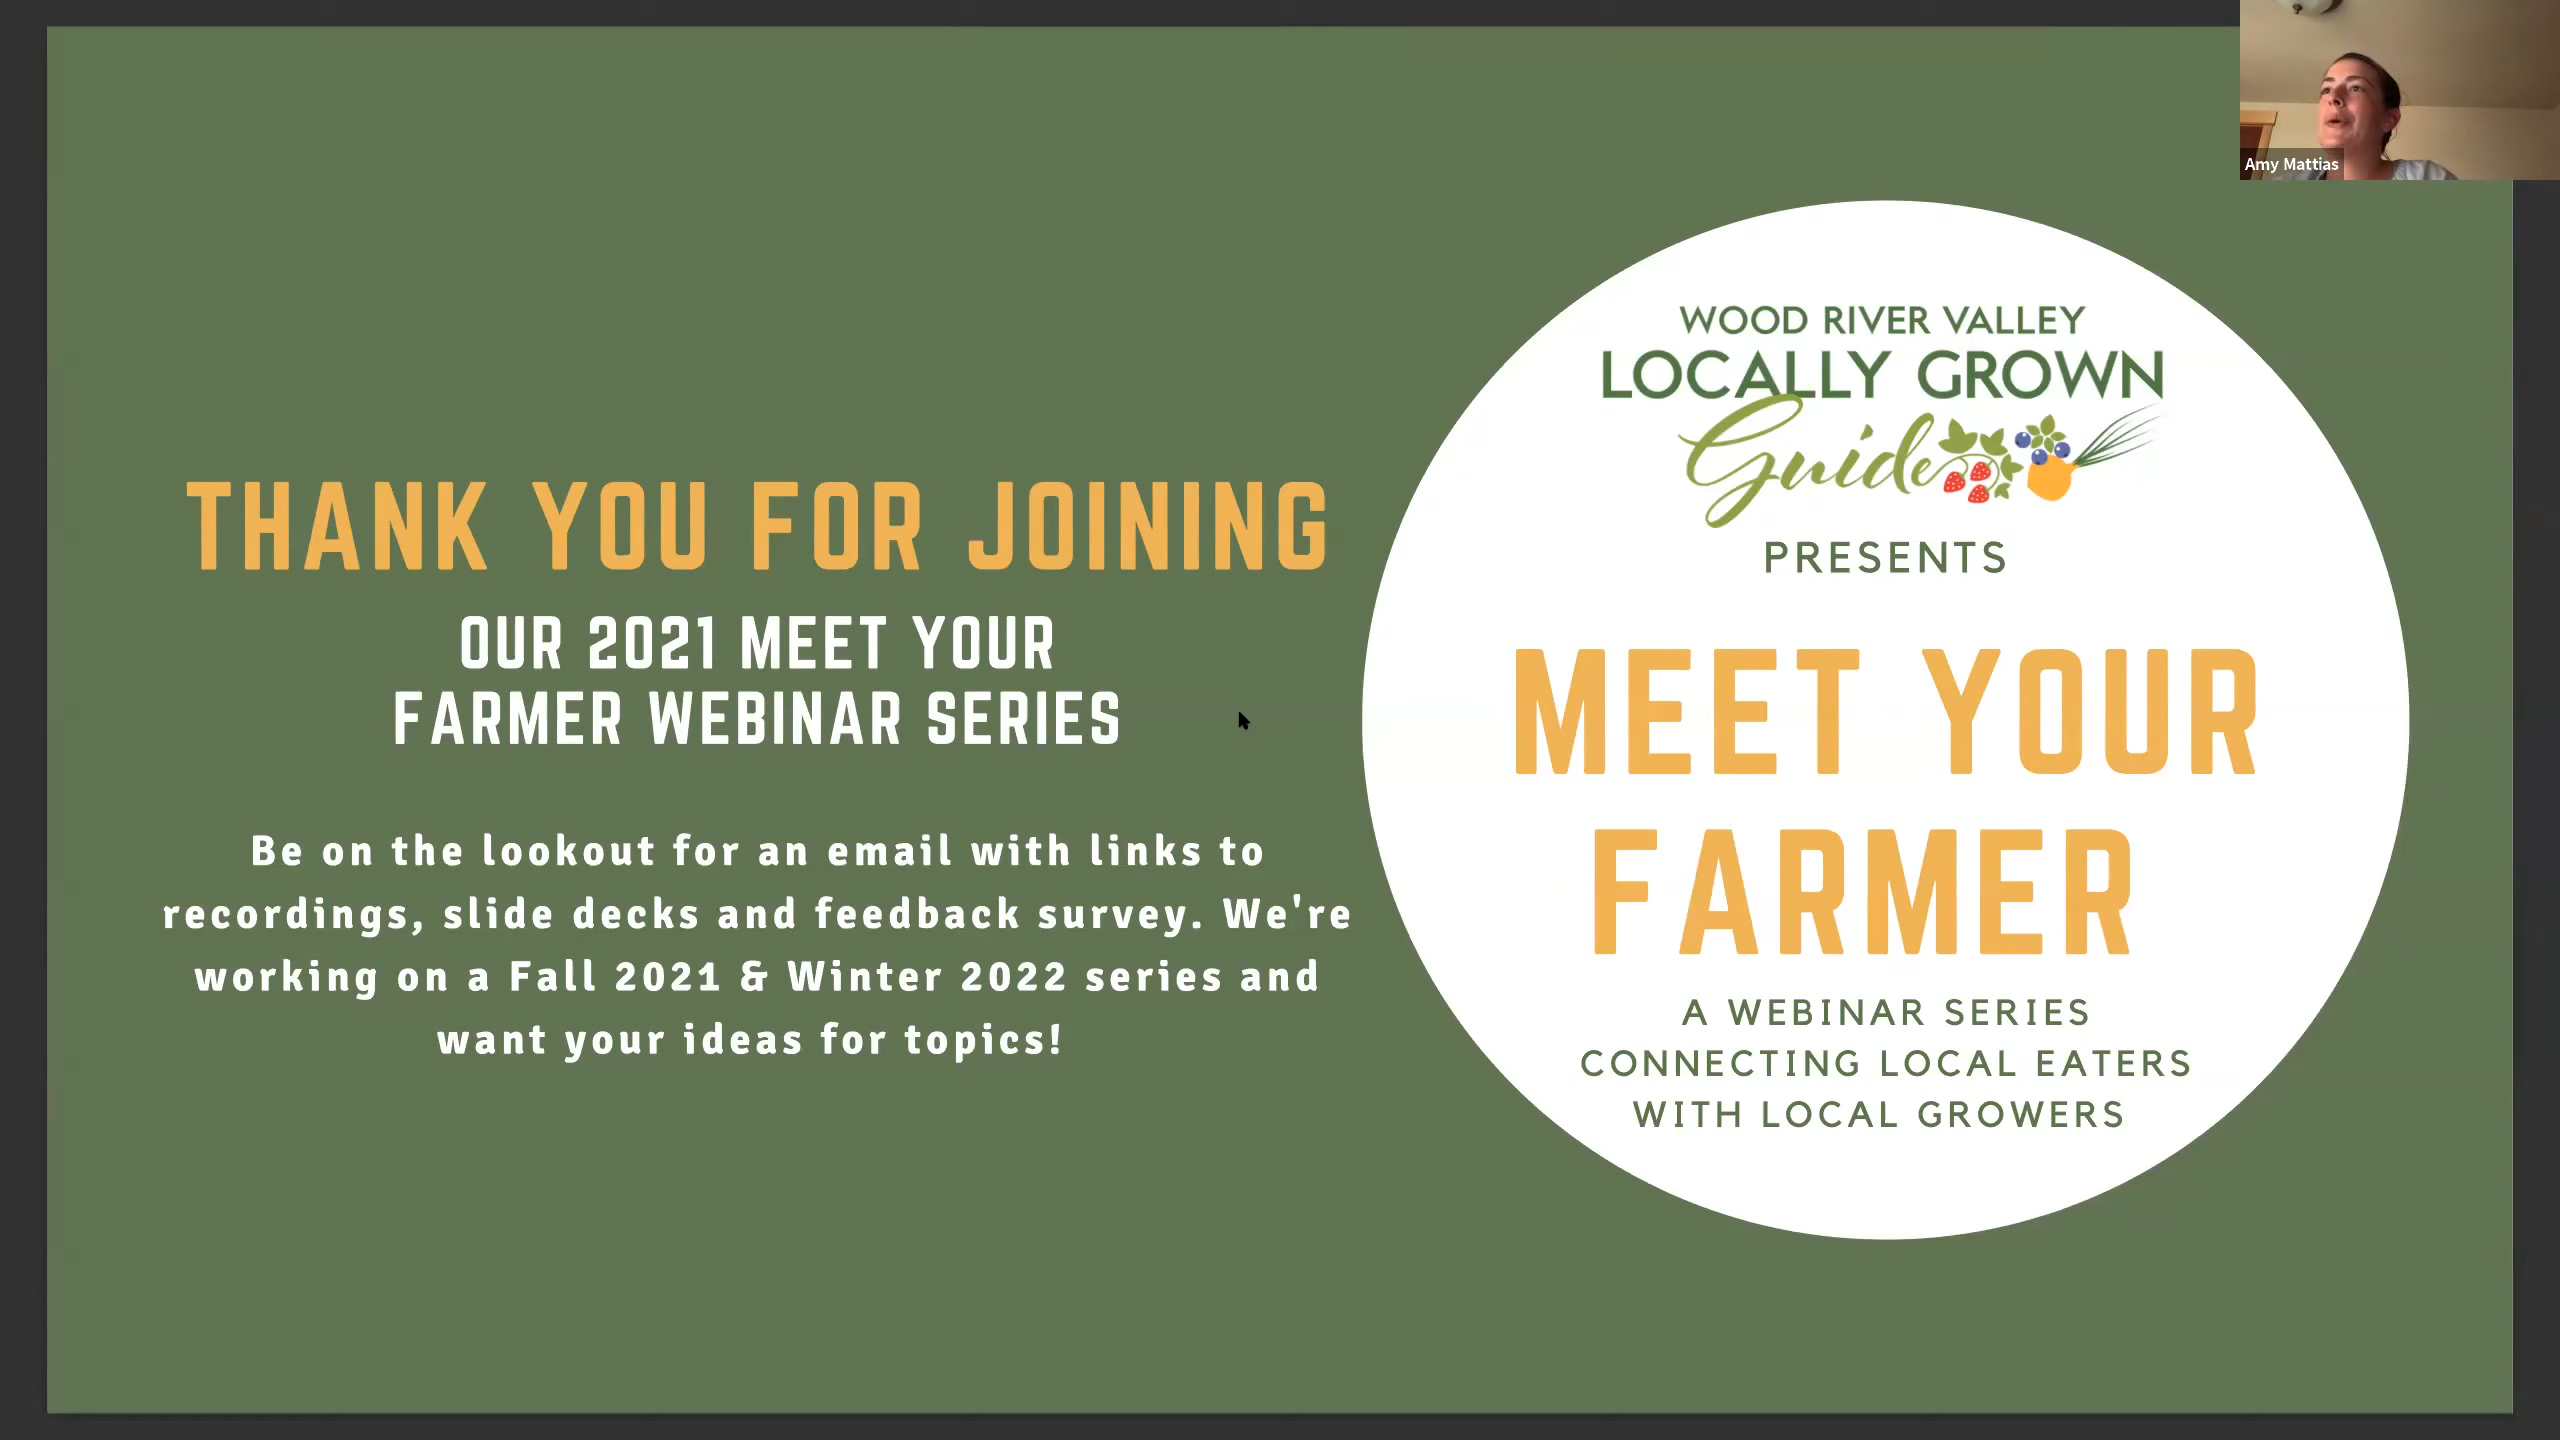 Amy Mattias
THANK YOU FOR JOINING
OUR 2021 MEET YOUR
FARMER WEBINAR SERIES
Be on the lookout for an email with links to
recordings, slide decks and feedback survey. We're
working on a Fall 2021 & Winter 2022 series and
want your ideas for topics!
WOOD RIVER VALLEY
LOCALLY GROWN
Guide
PRESENTS
MEET YOUR
FARMER
A WEBINAR SERIES
CONNECTING LOCAL EATERS
WITH LOCAL GROWERS